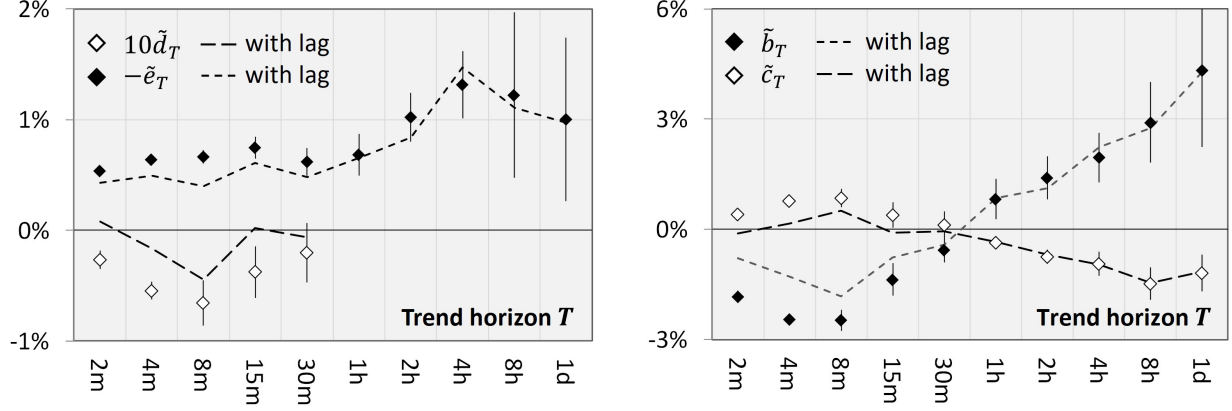 2%
1%
0%
-1%
10d̃_T with lag
−ẽ_T with lag
Trend horizon T
2m 4m 8m 15m 30m 1h 2h 4h 8h 1d
6%
3%
0%
-3%
b̃_T with lag
c̃_T with lag
Trend horizon T
2m 4m 8m 15m 30m 1h 2h 4h 8h 1d